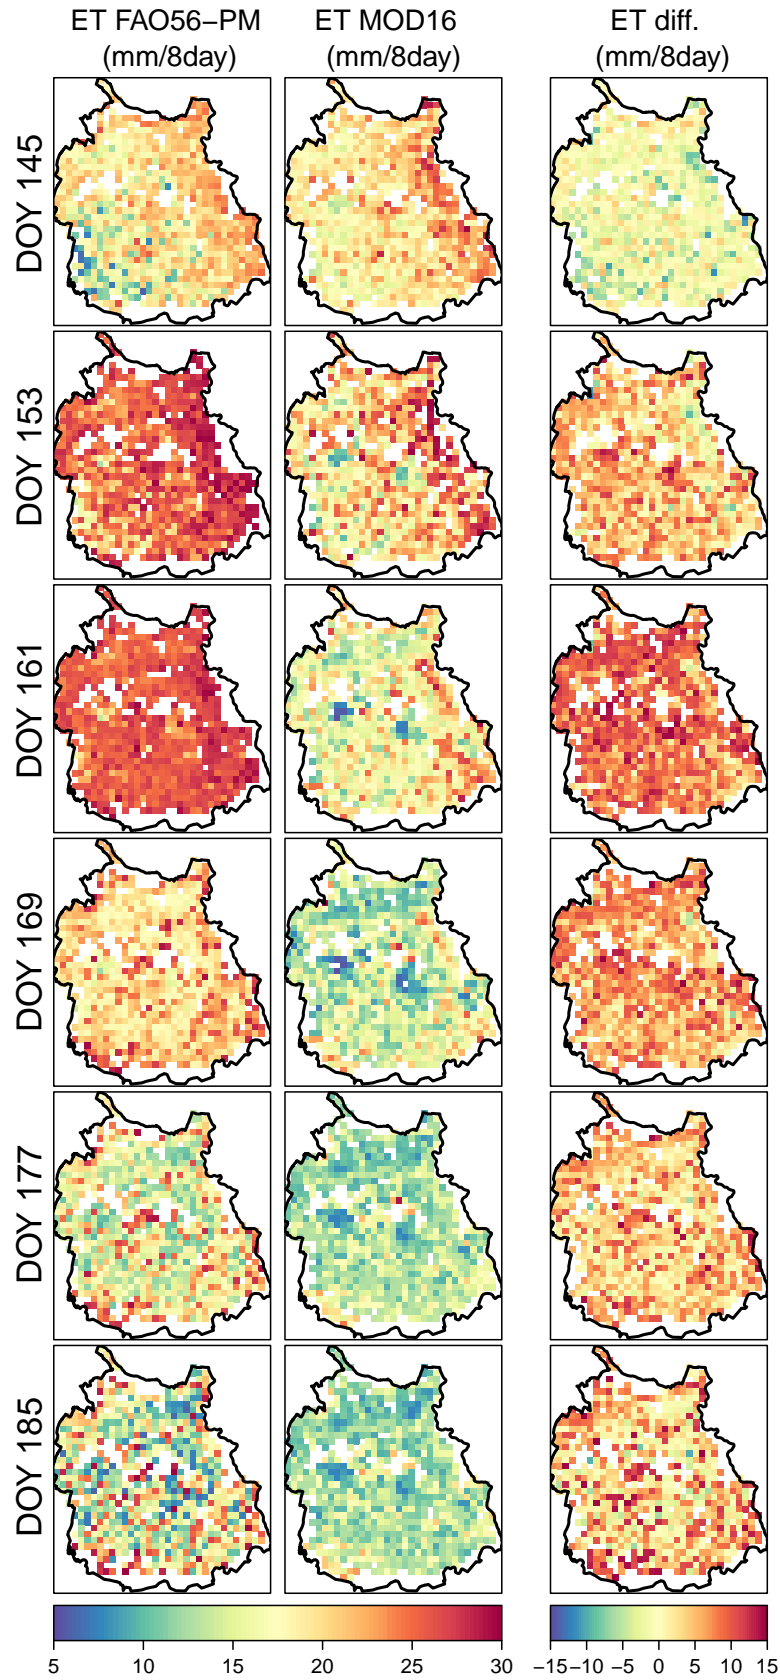 ET FAO56−PM ET MOD16 ET diff.
(mm/8day) (mm/8day) (mm/8day)
DOY 145
DOY 153
DOY 161
DOY 169
DOY 177
DOY 185
5 10 15 20 25 30 −15 −10 −5 0 5 10 15